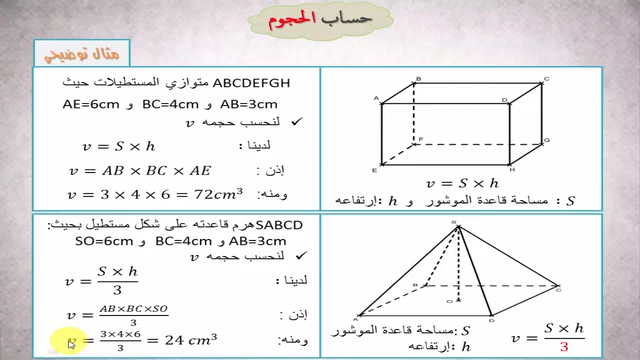 حساب الحجوم
مثال توضيحي
ABCDEFGH متوازي المستطيلات حيث
AB=3cm و BC=4cm و AE=6cm
✓ لنحسب حجمه v
لدينا: v = S × h
إذن : v = AB × BC × AE
ومنه: v = 3 × 4 × 6 = 72cm³
B
C
A
D
F
G
E
H
v = S × h
S : مساحة قاعدة الموشور و h :إرتفاعه
SABCD هرم قاعدته على شكل مستطيل بحيث:
AB=3cm و BC=4cm و SO=6cm
✓ لنحسب حجمه v
لدينا: v = S × h / 3
إذن : v = AB×BC×SO / 3
ومنه: v = 3×4×6 / 3 = 24 cm³
S
B
C
O
A
D
S :مساحة قاعدة الموشور
h :إرتفاعه
v = S × h / 3